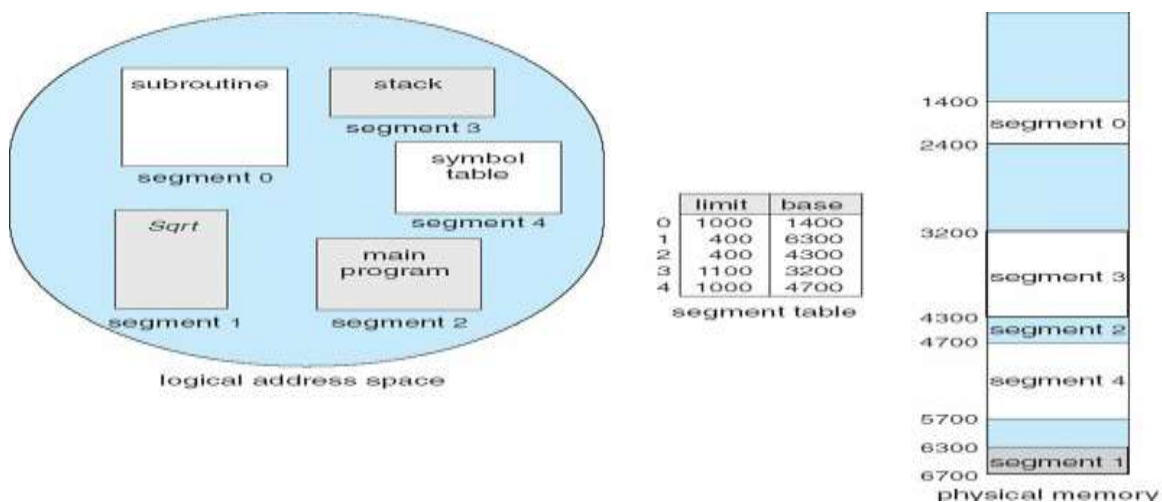 subroutine
segment 0
stack
segment 3
symbol
table
segment 4
Sqrt
segment 1
main
program
segment 2
logical address space
limit base
0 1000 1400
1 400 6300
2 400 4300
3 1100 3200
4 1000 4700
segment table
1400
segment 0
2400
3200
segment 3
4300
segment 2
4700
segment 4
5700
6300
segment 1
6700
physical memory